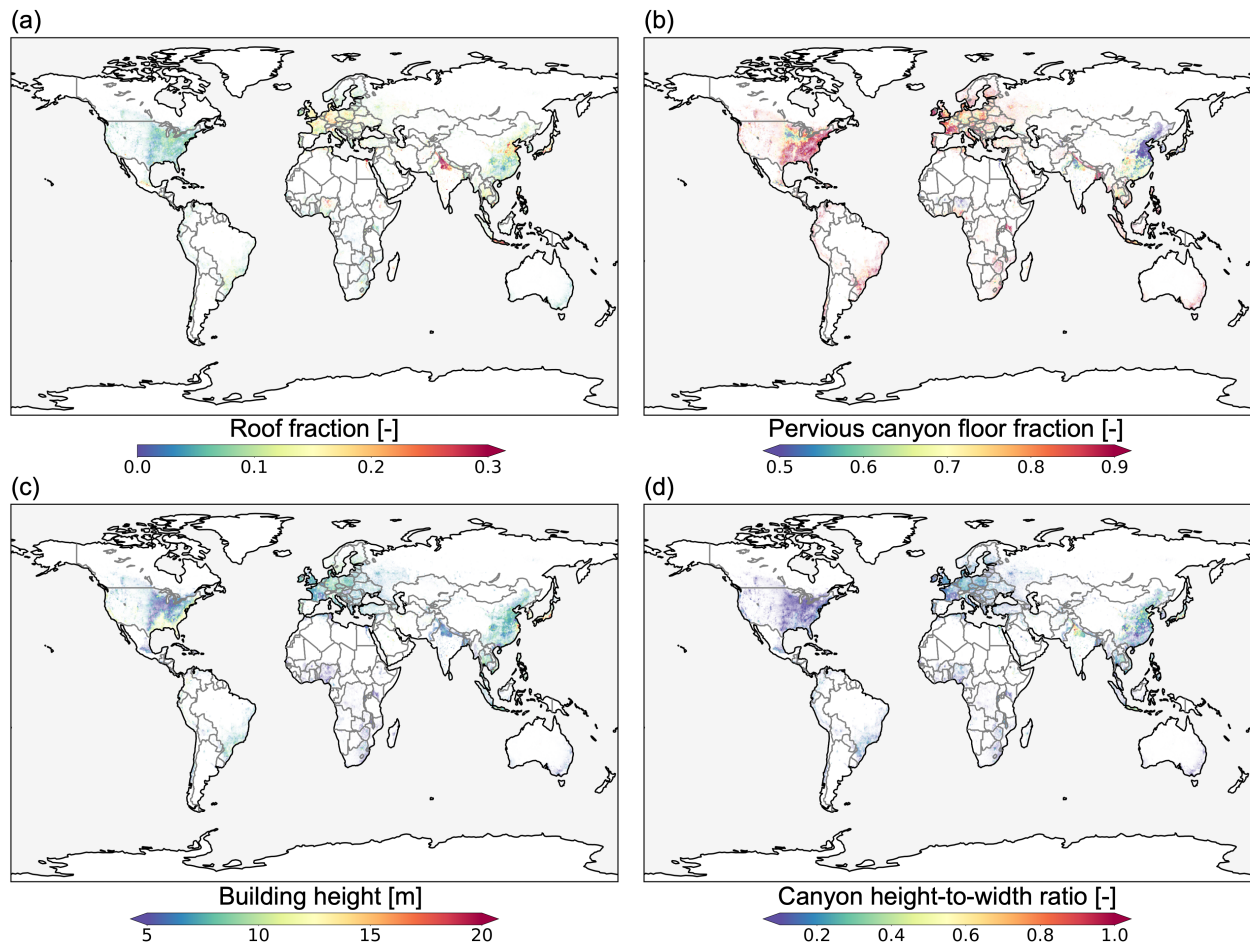 (a)
(b)
Roof fraction [-]
0.0 0.1 0.2 0.3
Pervious canyon floor fraction [-]
0.5 0.6 0.7 0.8 0.9
(c)
(d)
Building height [m]
5 10 15 20
Canyon height-to-width ratio [-]
0.2 0.4 0.6 0.8 1.0